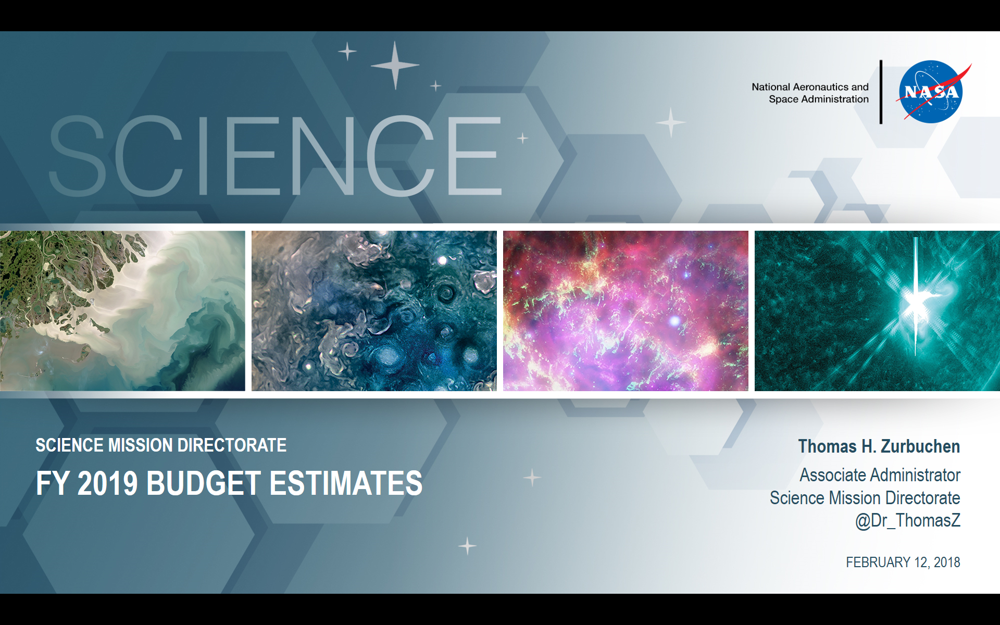 SCIENCE
National Aeronautics and
Space Administration
NASA
SCIENCE MISSION DIRECTORATE
FY 2019 BUDGET ESTIMATES
Thomas H. Zurbuchen
Associate Administrator
Science Mission Directorate
@Dr_ThomasZ
FEBRUARY 12, 2018